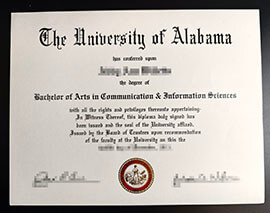 The University of Alabama
has conferred upon
the degree of
Bachelor of Arts in Communication & Information Sciences
with all the rights and privileges thereunto appertaining.
In Witness Thereof, this diploma duly signed has
been issued and the seal of the University affixed.
Issued by the Board of Trustees upon recommendation
of the faculty of the University on this the